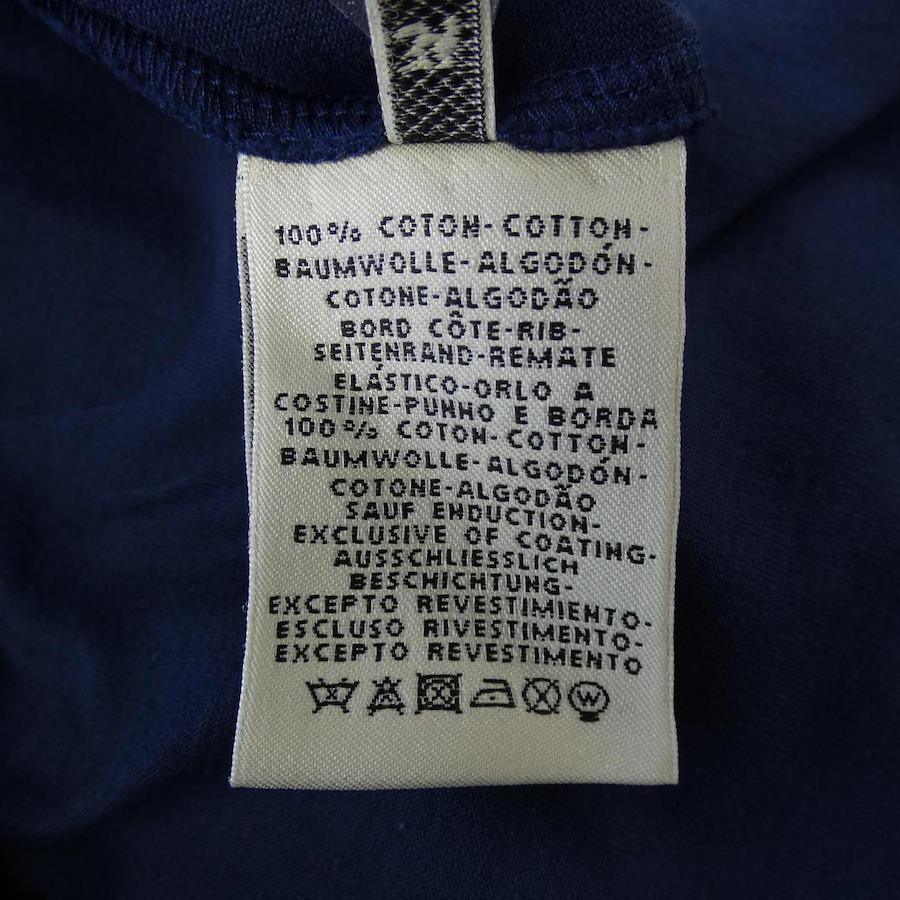 100% COTON-COTTON-
BAUMWOLLE-ALGODÓN-
COTONE-ALGODÃO
BORD CÔTE-RIB-
SEITENRAND-REMATE
ELÁSTICO-ORLO A
COSTINE-PUNHO E BORDA
100% COTON-COTTON-
BAUMWOLLE-ALGODÓN-
COTONE-ALGODÃO
SAUF ENDUCTION-
EXCLUSIVE OF COATING-
AUSSCHLIESSLICH
BESCHICHTUNG-
EXCEPTO REVESTIMIENTO-
ESCLUSO RIVESTIMENTO-
EXCEPTO REVESTIMENTO
W